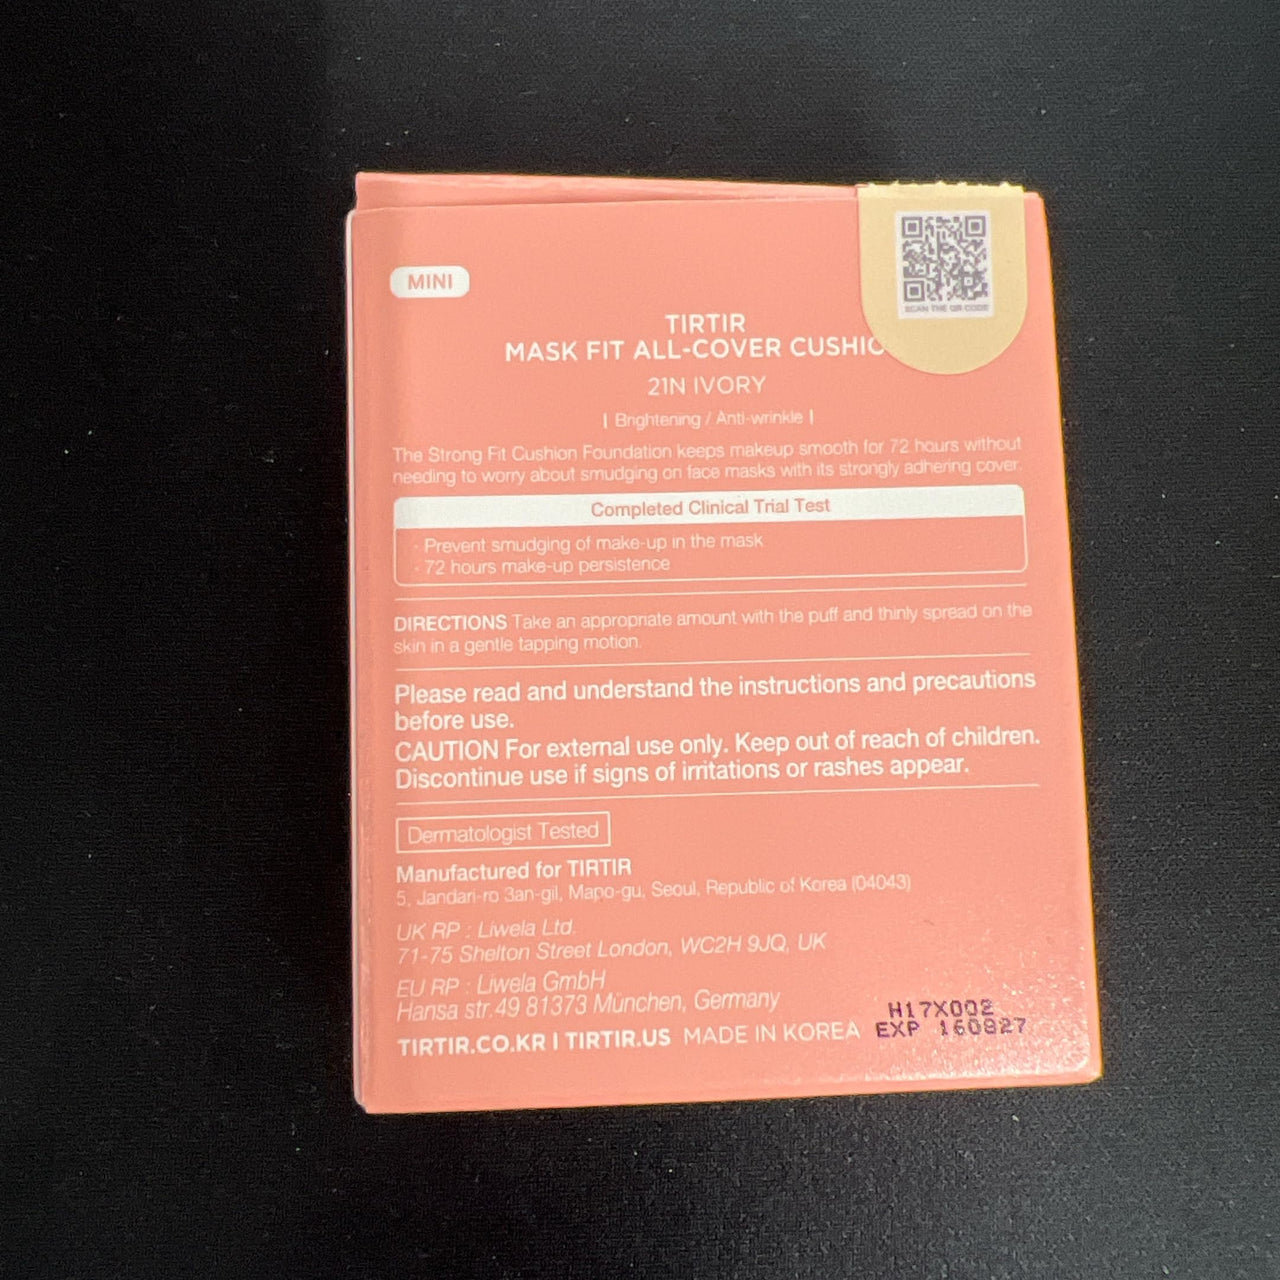 SCAN THE QR CODE
MINI
TIRTIR
MASK FIT ALL-COVER CUSHIO
21N IVORY
| Brightening / Anti-wrinkle |
The Strong Fit Cushion Foundation keeps makeup smooth for 72 hours without
needing to worry about smudging on face masks with its strongly adhering cover.
Completed Clinical Trial Test
· Prevent smudging of make-up in the mask
· 72 hours make-up persistence
DIRECTIONS Take an appropriate amount with the puff and thinly spread on the
skin in a gentle tapping motion.
Please read and understand the instructions and precautions
before use.
CAUTION For external use only. Keep out of reach of children.
Discontinue use if signs of irritations or rashes appear.
Dermatologist Tested
Manufactured for TIRTIR
5, Jandari-ro 3an-gil, Mapo-gu, Seoul, Republic of Korea (04043)
UK RP : Liwela Ltd.
71-75 Shelton Street London, WC2H 9JQ, UK
EU RP : Liwela GmbH
Hansa str.49 81373 München, Germany
TIRTIR.CO.KR | TIRTIR.US MADE IN KOREA
H17X002
EXP 160827